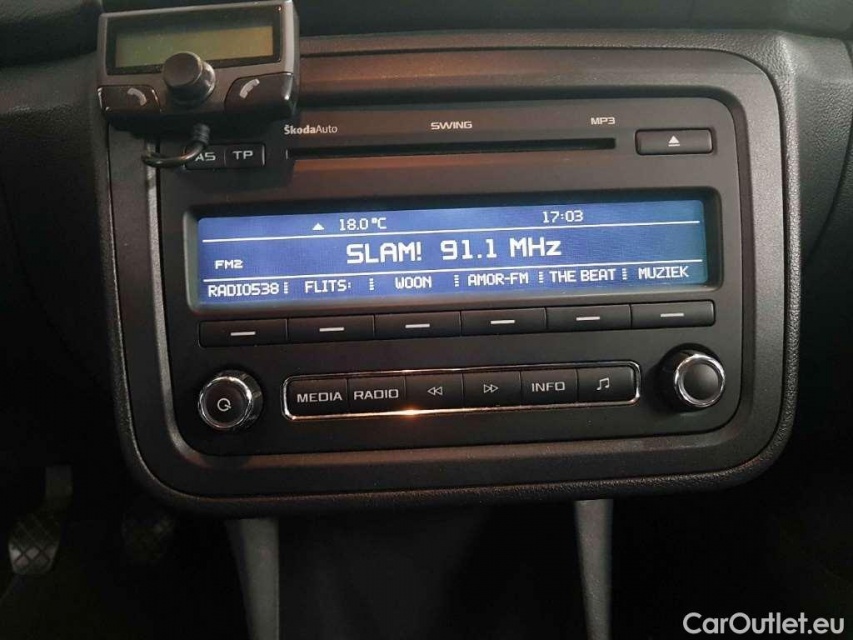 ŠkodaAuto SWING MP3
AS TP
18.0°C 17:03
SLAM! 91.1 MHz
FM2
RADIO538 FLITS: WOON AMOR-FM THE BEAT MUZIEK
MEDIA RADIO INFO
CarOutlet.eu